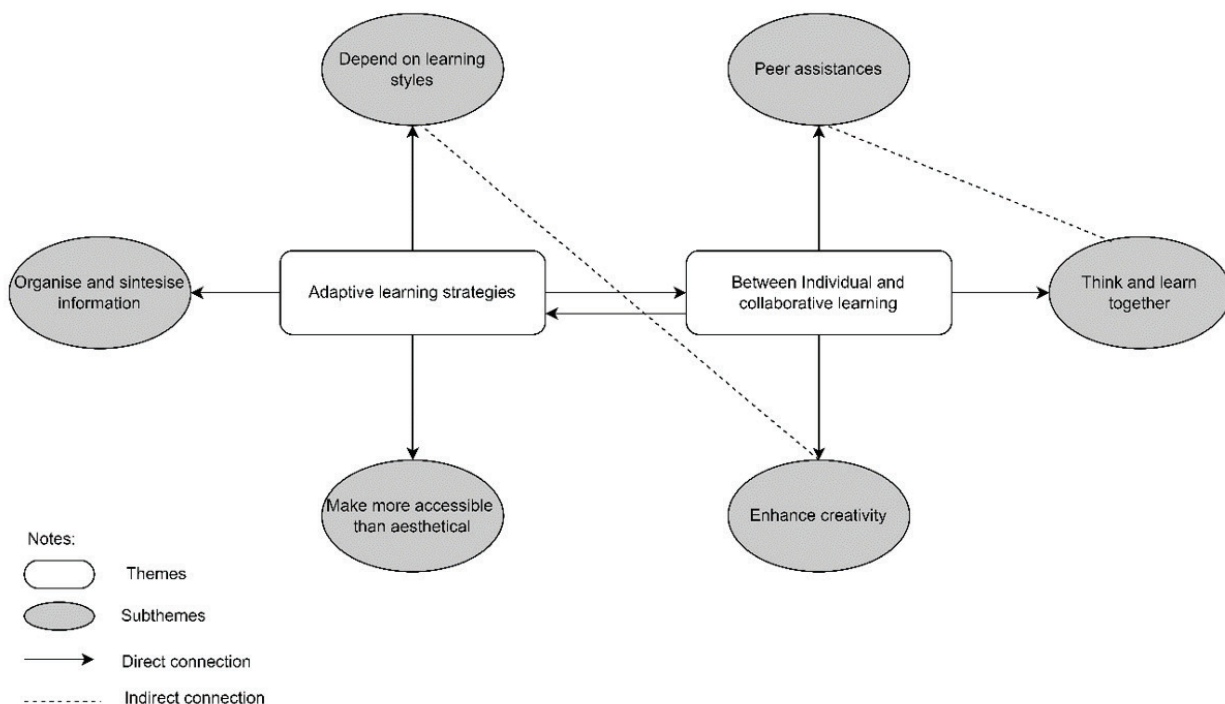 Depend on learning
styles
Peer assistances
Organise and sintesise
information
Adaptive learning strategies
Between Individual and
collaborative learning
Think and learn
together
Make more accessible
than aesthetical
Enhance creativity
Notes:
Themes
Subthemes
Direct connection
Indirect connection